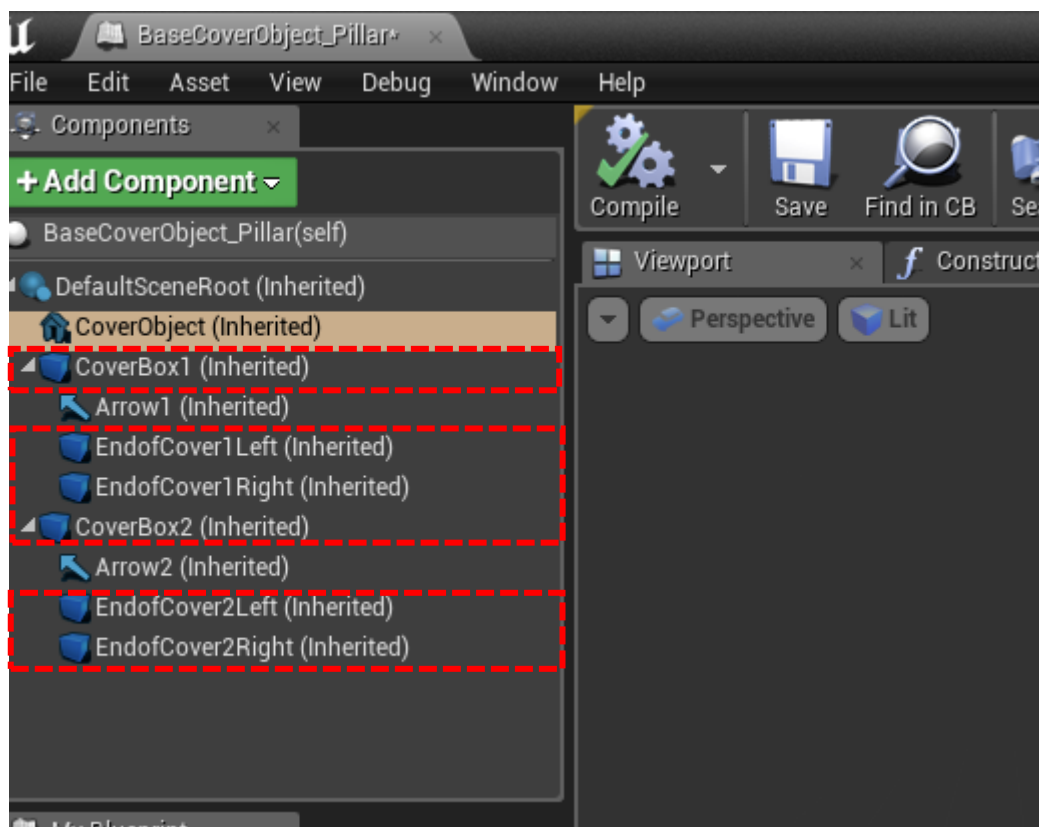 BaseCoverObject_Pillar*
File Edit Asset View Debug Window Help
Components
+Add Component
Compile Save Find in CB
BaseCoverObject_Pillar(self)
Viewport
DefaultSceneRoot (Inherited)
Perspective Lit
CoverObject (Inherited)
CoverBox1 (Inherited)
Arrow1 (Inherited)
EndofCover1Left (Inherited)
EndofCover1Right (Inherited)
CoverBox2 (Inherited)
Arrow2 (Inherited)
EndofCover2Left (Inherited)
EndofCover2Right (Inherited)